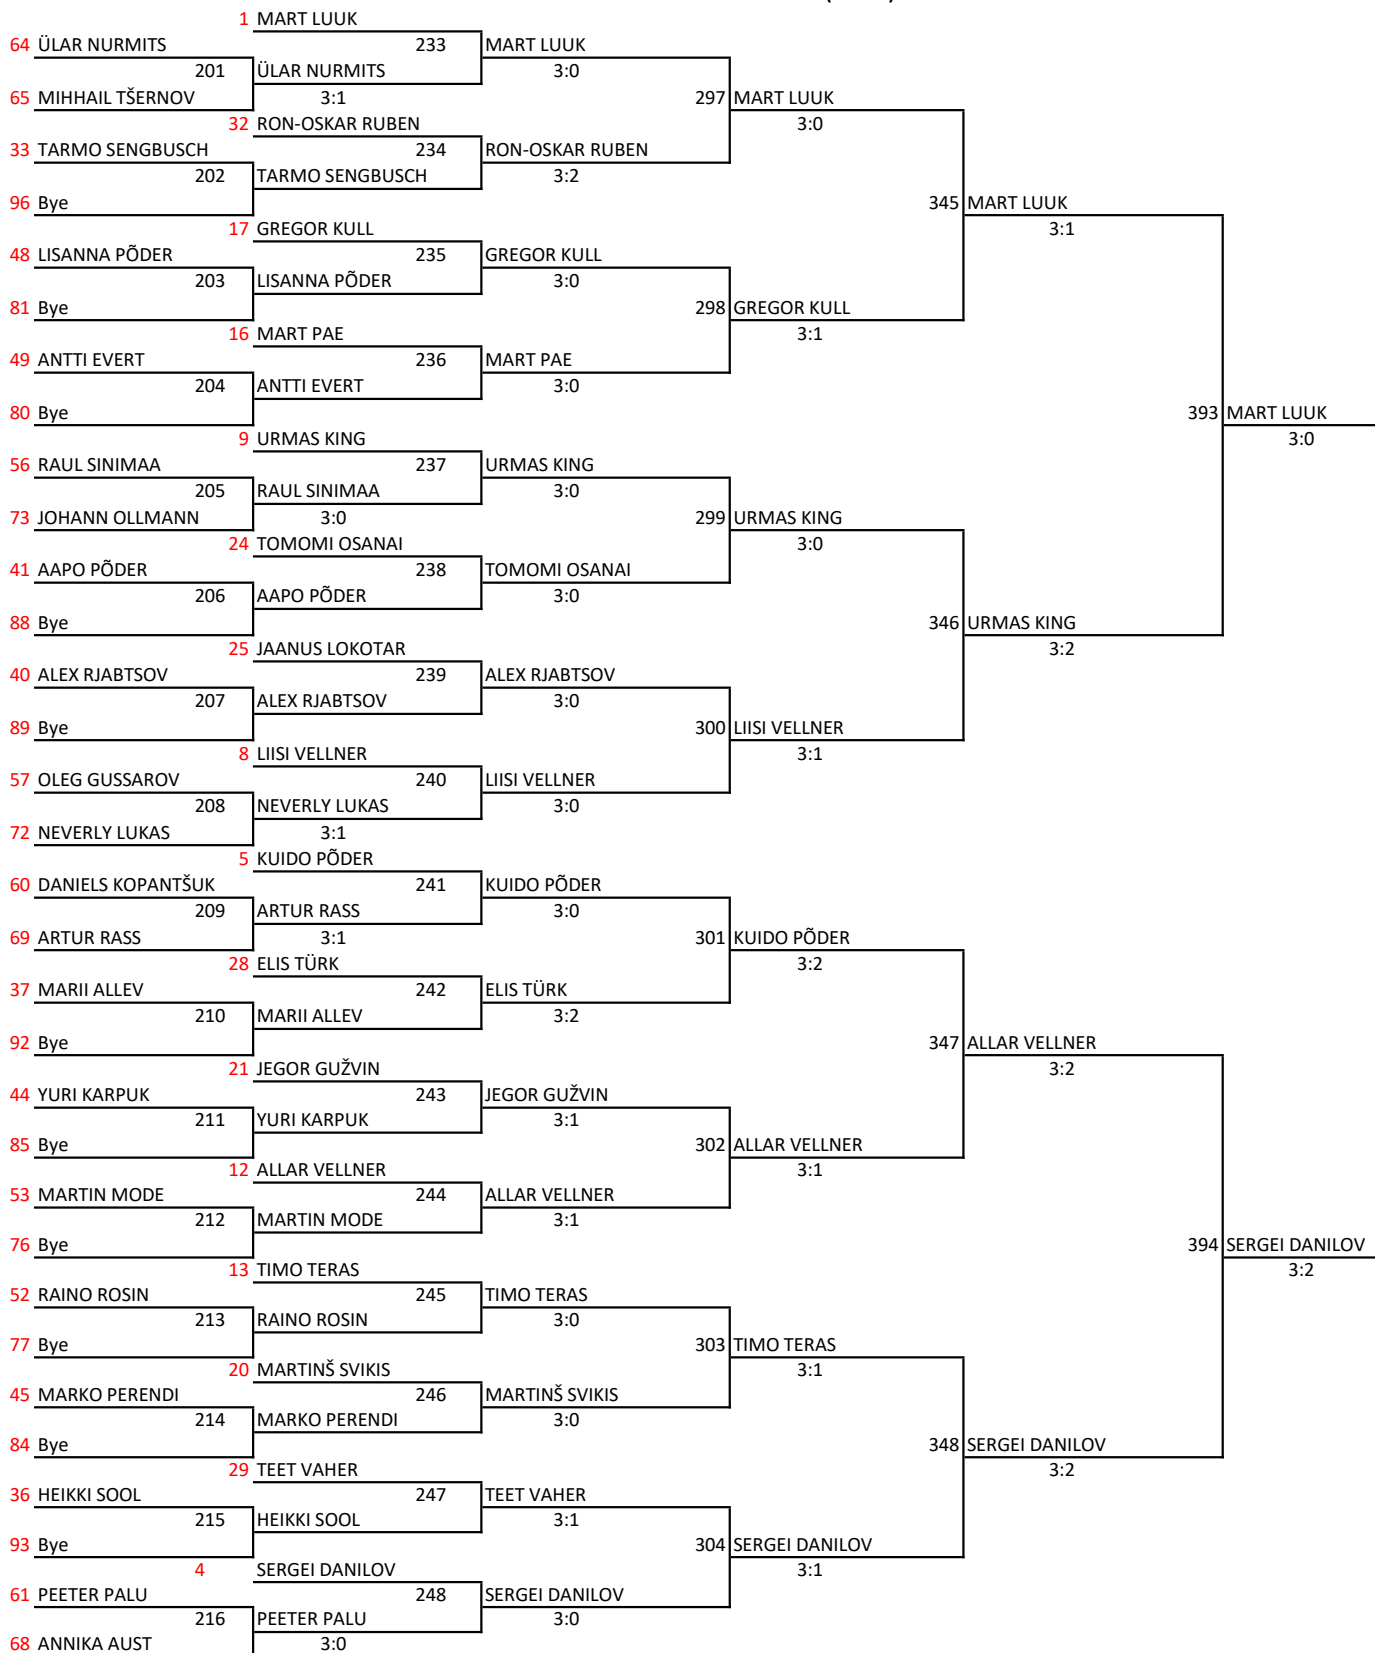 1 MART LUUK
64 ÜLAR NURMITS 233 MART LUUK
201 ÜLAR NURMITS 3:0
65 MIHHAIL TŠERNOV 3:1 297 MART LUUK
32 RON-OSKAR RUBEN 3:0
33 TARMO SENGBUSCH 234 RON-OSKAR RUBEN
202 TARMO SENGBUSCH 3:2
96 Bye 345 MART LUUK
17 GREGOR KULL 3:1
48 LISANNA PÕDER 235 GREGOR KULL
203 LISANNA PÕDER 3:0
81 Bye 298 GREGOR KULL
16 MART PAE 3:1
49 ANTTI EVERT 236 MART PAE
204 ANTTI EVERT 3:0
80 Bye 393 MART LUUK
9 URMAS KING 3:0
56 RAUL SINIMAA 237 URMAS KING
205 RAUL SINIMAA 3:0
73 JOHANN OLLMANN 3:0 299 URMAS KING
24 TOMOMI OSANAI 3:0
41 AAPO PÕDER 238 TOMOMI OSANAI
206 AAPO PÕDER 3:0
88 Bye 346 URMAS KING
25 JAANUS LOKOTAR 3:2
40 ALEX RJABTSOV 239 ALEX RJABTSOV
207 ALEX RJABTSOV 3:0
89 Bye 300 LIISI VELLNER
8 LIISI VELLNER 3:1
57 OLEG GUSSAROV 240 LIISI VELLNER
208 NEVERLY LUKAS 3:0
72 NEVERLY LUKAS 3:1
5 KUIDO PÕDER
60 DANIELS KOPANTŠUK 241 KUIDO PÕDER
209 ARTUR RASS 3:0
69 ARTUR RASS 3:1 301 KUIDO PÕDER
28 ELIS TÜRK 3:2
37 MARII ALLEV 242 ELIS TÜRK
210 MARII ALLEV 3:2
92 Bye 347 ALLAR VELLNER
21 JEGOR GUŽVIN 3:2
44 YURI KARPUK 243 JEGOR GUŽVIN
211 YURI KARPUK 3:1
85 Bye 302 ALLAR VELLNER
12 ALLAR VELLNER 3:1
53 MARTIN MODE 244 ALLAR VELLNER
212 MARTIN MODE 3:1
76 Bye 394 SERGEI DANILOV
13 TIMO TERAS 3:2
52 RAINO ROSIN 245 TIMO TERAS
213 RAINO ROSIN 3:0
77 Bye 303 TIMO TERAS
20 MARTINŠ SVIKIS 3:1
45 MARKO PERENDI 246 MARTINŠ SVIKIS
214 MARKO PERENDI 3:0
84 Bye 348 SERGEI DANILOV
29 TEET VAHER 3:2
36 HEIKKI SOOL 247 TEET VAHER
215 HEIKKI SOOL 3:1
93 Bye 304 SERGEI DANILOV
4 SERGEI DANILOV 3:1
61 PEETER PALU 248 SERGEI DANILOV
216 PEETER PALU 3:0
68 ANNIKA AUST 3:0